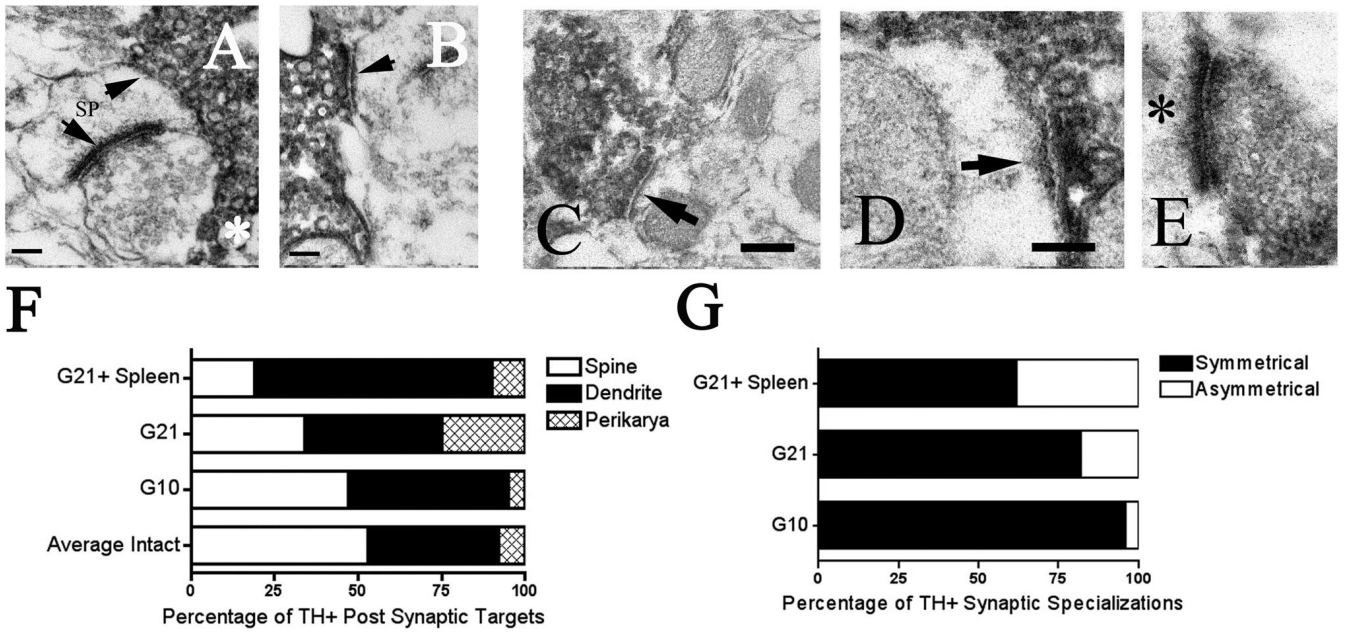 A
B
C
D
E
SP
*
*
F
G
G21+ Spleen
G21
G10
Average Intact
0 25 50 75 100
Percentage of TH+ Post Synaptic Targets
Spine
Dendrite
Perikarya
G21+ Spleen
G21
G10
0 25 50 75 100
Percentage of TH+ Synaptic Specializations
Symmetrical
Asymmetrical